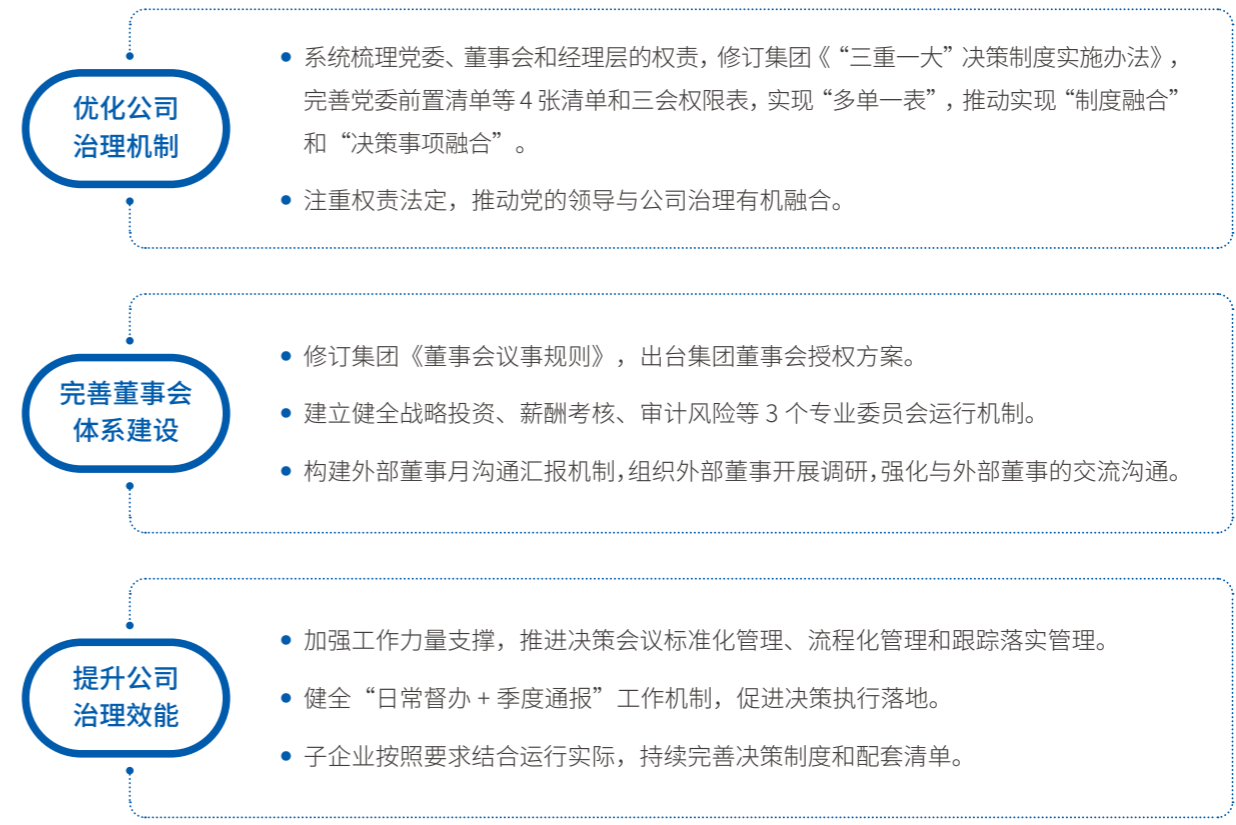 优化公司
治理机制
系统梳理党委、董事会和经理层的权责，修订集团《“三重一大”决策制度实施办法》，
完善党委前置清单等 4 张清单和三会权限表，实现“多单一表”，推动实现“制度融合”
和“决策事项融合”。
注重权责法定，推动党的领导与公司治理有机融合。
完善董事会
体系建设
修订集团《董事会议事规则》，出台集团董事会授权方案。
建立健全战略投资、薪酬考核、审计风险等 3 个专业委员会运行机制。
构建外部董事月沟通汇报机制，组织外部董事开展调研，强化与外部董事的交流沟通。
提升公司
治理效能
加强工作力量支撑，推进决策会议标准化管理、流程化管理和跟踪落实管理。
健全“日常督办 + 季度通报”工作机制，促进决策执行落地。
子企业按照要求结合运行实际，持续完善决策制度和配套清单。